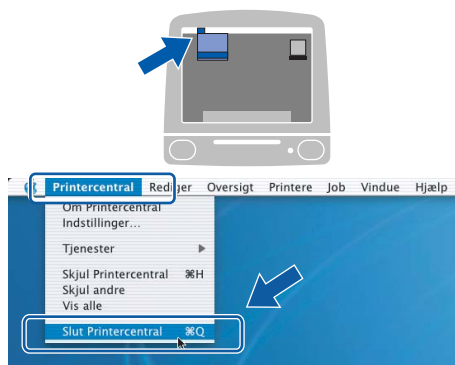 Printercentral Rediger Oversigt Printere Job Vindue Hjælp
Om Printercentral
Indstillinger...
Tjenester
Skjul Printercentral ⌘H
Skjul andre
Vis alle
Slut Printercentral ⌘Q